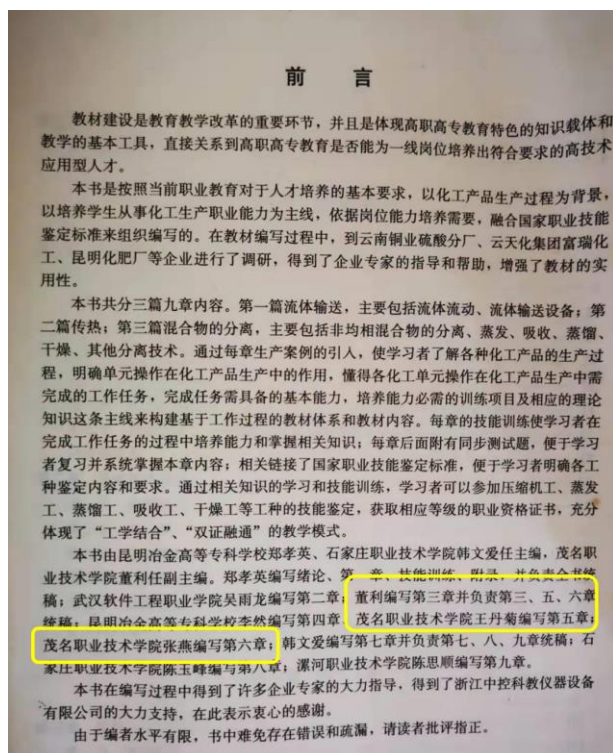 前 言
教材建设是教育教学改革的重要环节，并且是体现高职高专教育特色的知识载体和
教学的基本工具，直接关系到高职高专教育是否能为一线岗位培养出符合要求的高技术
应用型人才。
本书是按照当前职业教育对于人才培养的基本要求，以化工产品生产过程为背景，
以培养学生从事化工生产职业能力为主线，依据岗位能力培养需要，融合国家职业技能
鉴定标准来组织编写的。在教材编写过程中，到云南铜业硫酸分厂、云天化集团富瑞化
工、昆明化肥厂等企业进行了调研，得到了企业专家的指导和帮助，增强了教材的实
用性。
本书共分三篇九章内容。第一篇流体输送，主要包括流体流动、流体输送设备；第
二篇传热；第三篇混合物的分离，主要包括非均相混合物的分离、蒸发、吸收、蒸馏、
干燥、其他分离技术。通过每章生产案例的引入，使学习者了解各种化工产品的生产过
程，明确单元操作在化工产品生产中的作用，懂得各化工单元操作在化工产品生产中需
完成的工作任务，完成任务需具备的基本能力，培养能力必需的训练项目及相应的理论
知识这条主线来构建基于工作过程的教材体系和教材内容。每章的技能训练使学习者在
完成工作任务的过程中培养能力和掌握相关知识；每章后面附有同步测试题，便于学习
者复习并系统掌握本章内容；相关链接了国家职业技能鉴定标准，便于学习者明确各工
种鉴定内容和要求。通过相关知识的学习和技能训练，学习者可以参加压缩机工、蒸发
工、蒸馏工、吸收工、干燥工等工种的技能鉴定，获取相应等级的职业资格证书，充分
体现了“工学结合”、“双证融通”的教学模式。
本书由昆明冶金高等专科学校郑孝英、石家庄职业技术学院韩文爱任主编，茂名职
业技术学院董利任副主编。郑孝英编写绪论、第一章、技能训练、附录，并负责全书统
稿；武汉软件工程职业学院吴雨龙编写第二章；董利编写第三章并负责第三、五、六章
统稿；昆明冶金高等专科学校李然编写第四章；茂名职业技术学院王丹菊编写第五章；
茂名职业技术学院张燕编写第六章；韩文爱编写第七章并负责第七、八、九章统稿；石
家庄职业技术学院陈玉峰编写第八章；漯河职业技术学院陈思顺编写第九章。
本书在编写过程中得到了许多企业专家的大力指导，得到了浙江中控科教仪器设备
有限公司的大力支持，在此表示衷心的感谢。
由于编者水平有限，书中难免存在错误和疏漏，请读者批评指正。